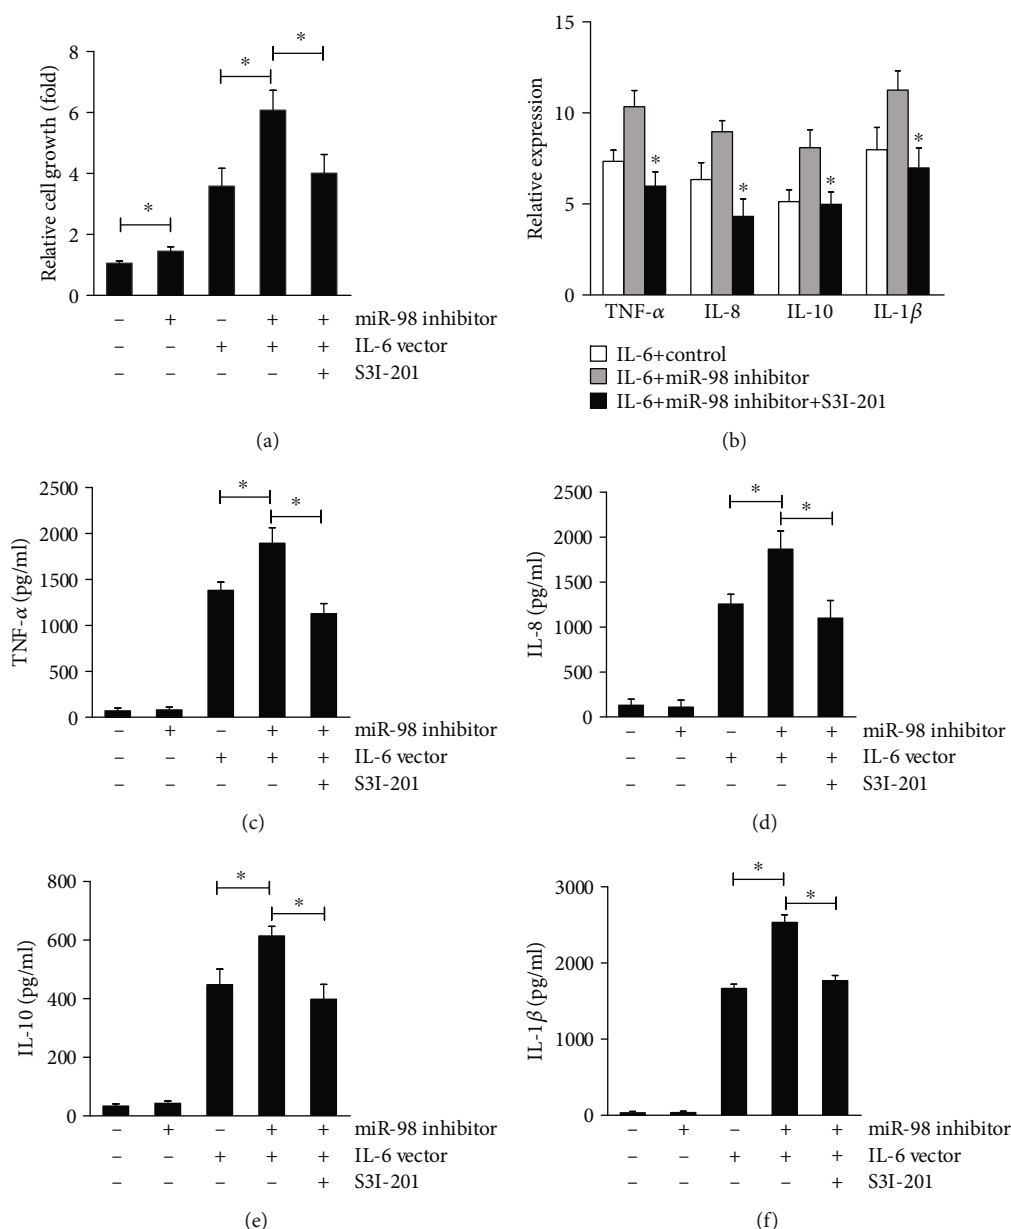 Relative cell growth (fold)
8
6
4
2
0
*
*
*
– + – + + miR-98 inhibitor
– – + + + IL-6 vector
– – – – + S3I-201
(a)
Relative expression
15
10
5
0
* * * *
TNF-α IL-8 IL-10 IL-1β
IL-6+control
IL-6+miR-98 inhibitor
IL-6+miR-98 inhibitor+S3I-201
(b)
TNF-α (pg/ml)
2500
2000
1500
1000
500
0
*
*
– + – + + miR-98 inhibitor
– – + + + IL-6 vector
– – – – + S3I-201
(c)
IL-8 (pg/ml)
2500
2000
1500
1000
500
0
*
*
– + – + + miR-98 inhibitor
– – + + + IL-6 vector
– – – – + S3I-201
(d)
IL-10 (pg/ml)
800
600
400
200
0
*
*
– + – + + miR-98 inhibitor
– – + + + IL-6 vector
– – – – + S3I-201
(e)
IL-1β (pg/ml)
3000
2000
1000
0
*
*
– + – + + miR-98 inhibitor
– – + + + IL-6 vector
– – – – + S3I-201
(f)